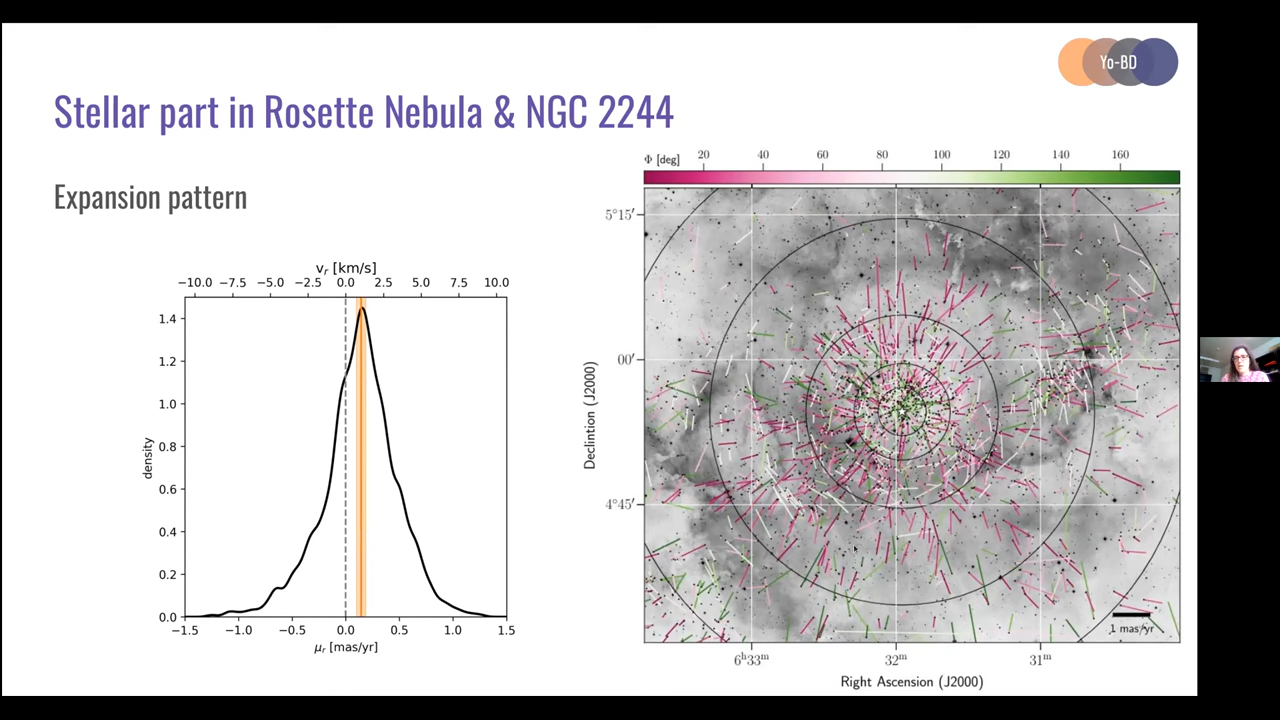 Yo-BD
Stellar part in Rosette Nebula & NGC 2244
Expansion pattern
vr [km/s]
−10.0 −7.5 −5.0 −2.5 0.0 2.5 5.0 7.5 10.0
1.4
1.2
1.0
0.8
0.6
0.4
0.2
0.0
density
−1.5 −1.0 −0.5 0.0 0.5 1.0 1.5
μr [mas/yr]
Φ [deg] 20 40 60 80 100 120 140 160
5°15′
00′
4°45′
Declintion (J2000)
1 mas/yr
6h33m 32m 31m
Right Ascension (J2000)